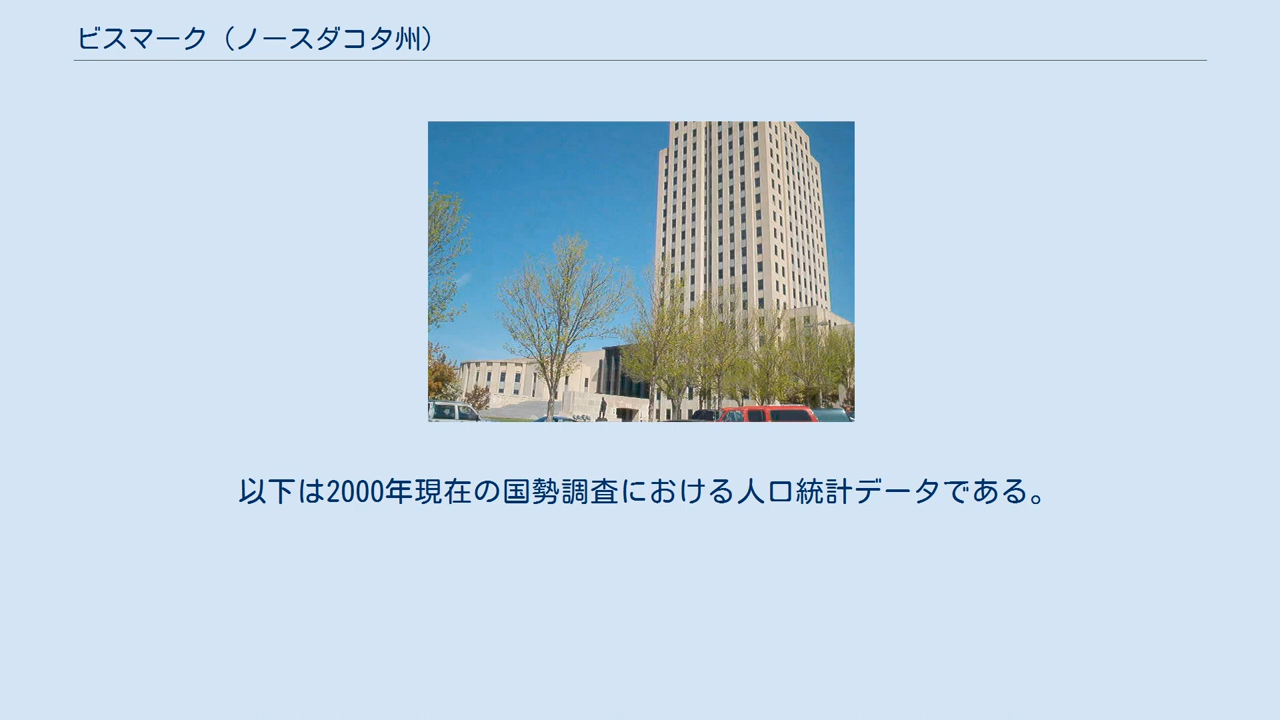 ビスマーク（ノースダコタ州）
以下は2000年現在の国勢調査における人口統計データである。